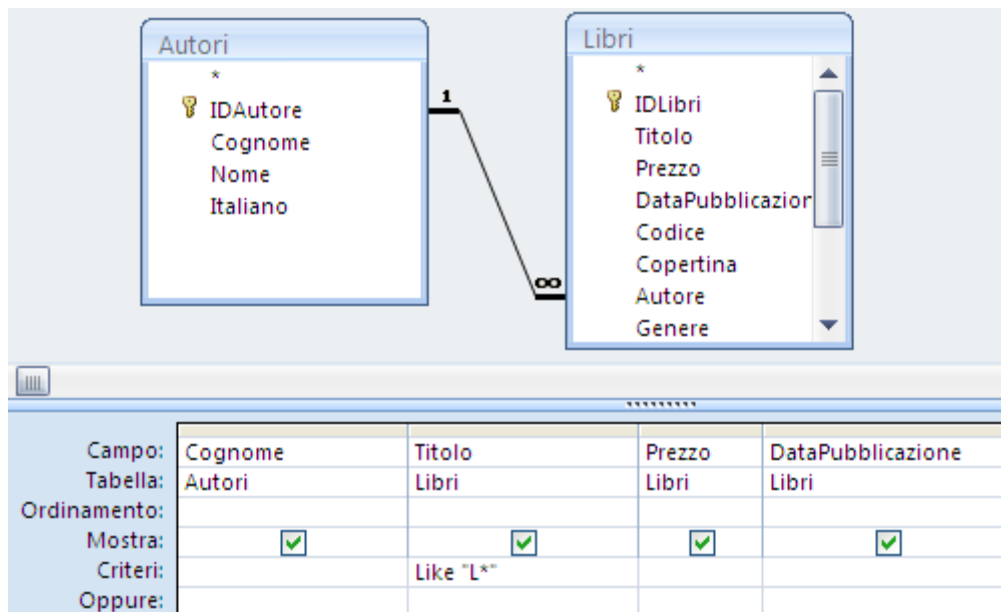 Autori
*
IDAutore
Cognome
Nome
Italiano
1
∞
Libri
*
IDLibri
Titolo
Prezzo
DataPubblicazior
Codice
Copertina
Autore
Genere
Campo: Cognome Titolo Prezzo DataPubblicazione
Tabella: Autori Libri Libri Libri
Ordinamento:
Mostra:
Criteri: Like "L*"
Oppure: